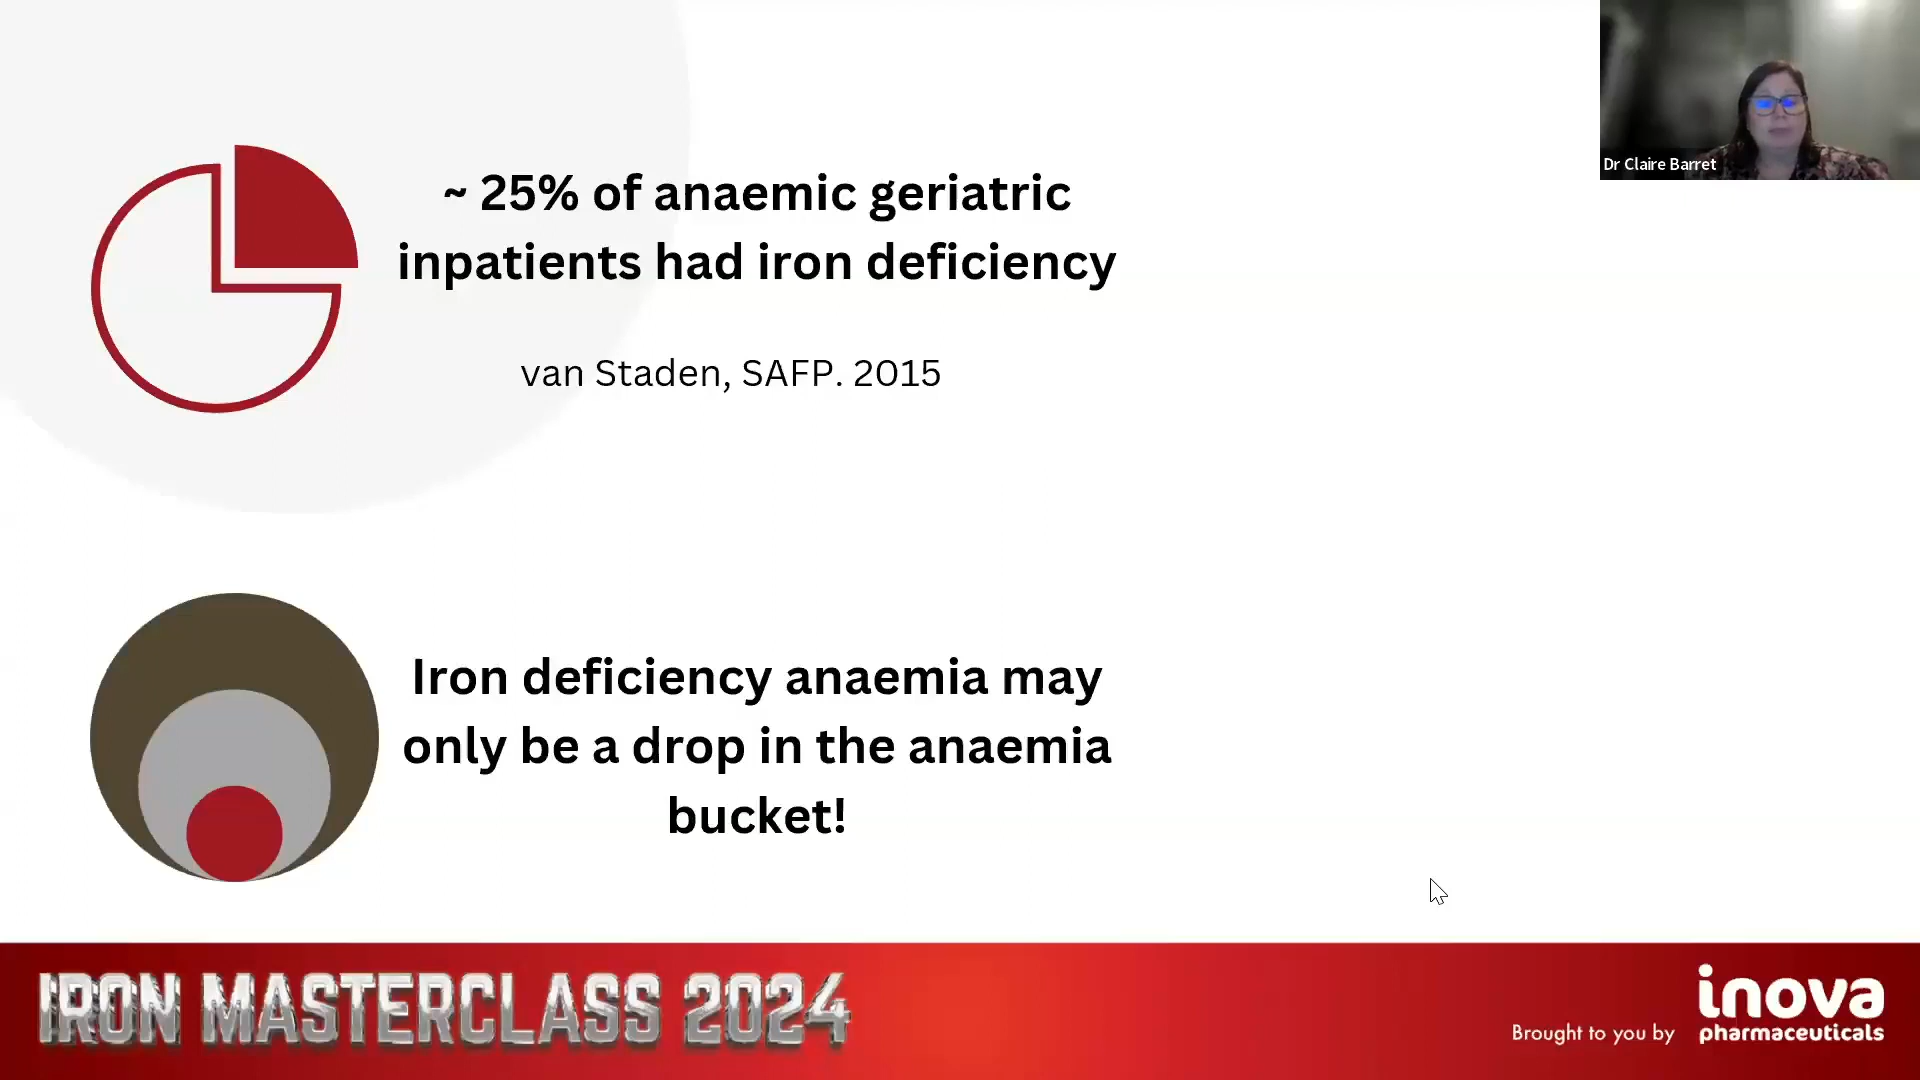 Dr Claire Barret
~ 25% of anaemic geriatric
inpatients had iron deficiency
van Staden, SAFP. 2015
Iron deficiency anaemia may
only be a drop in the anaemia
bucket!
IRON MASTERCLASS 2024
Brought to you by
inova
pharmaceuticals